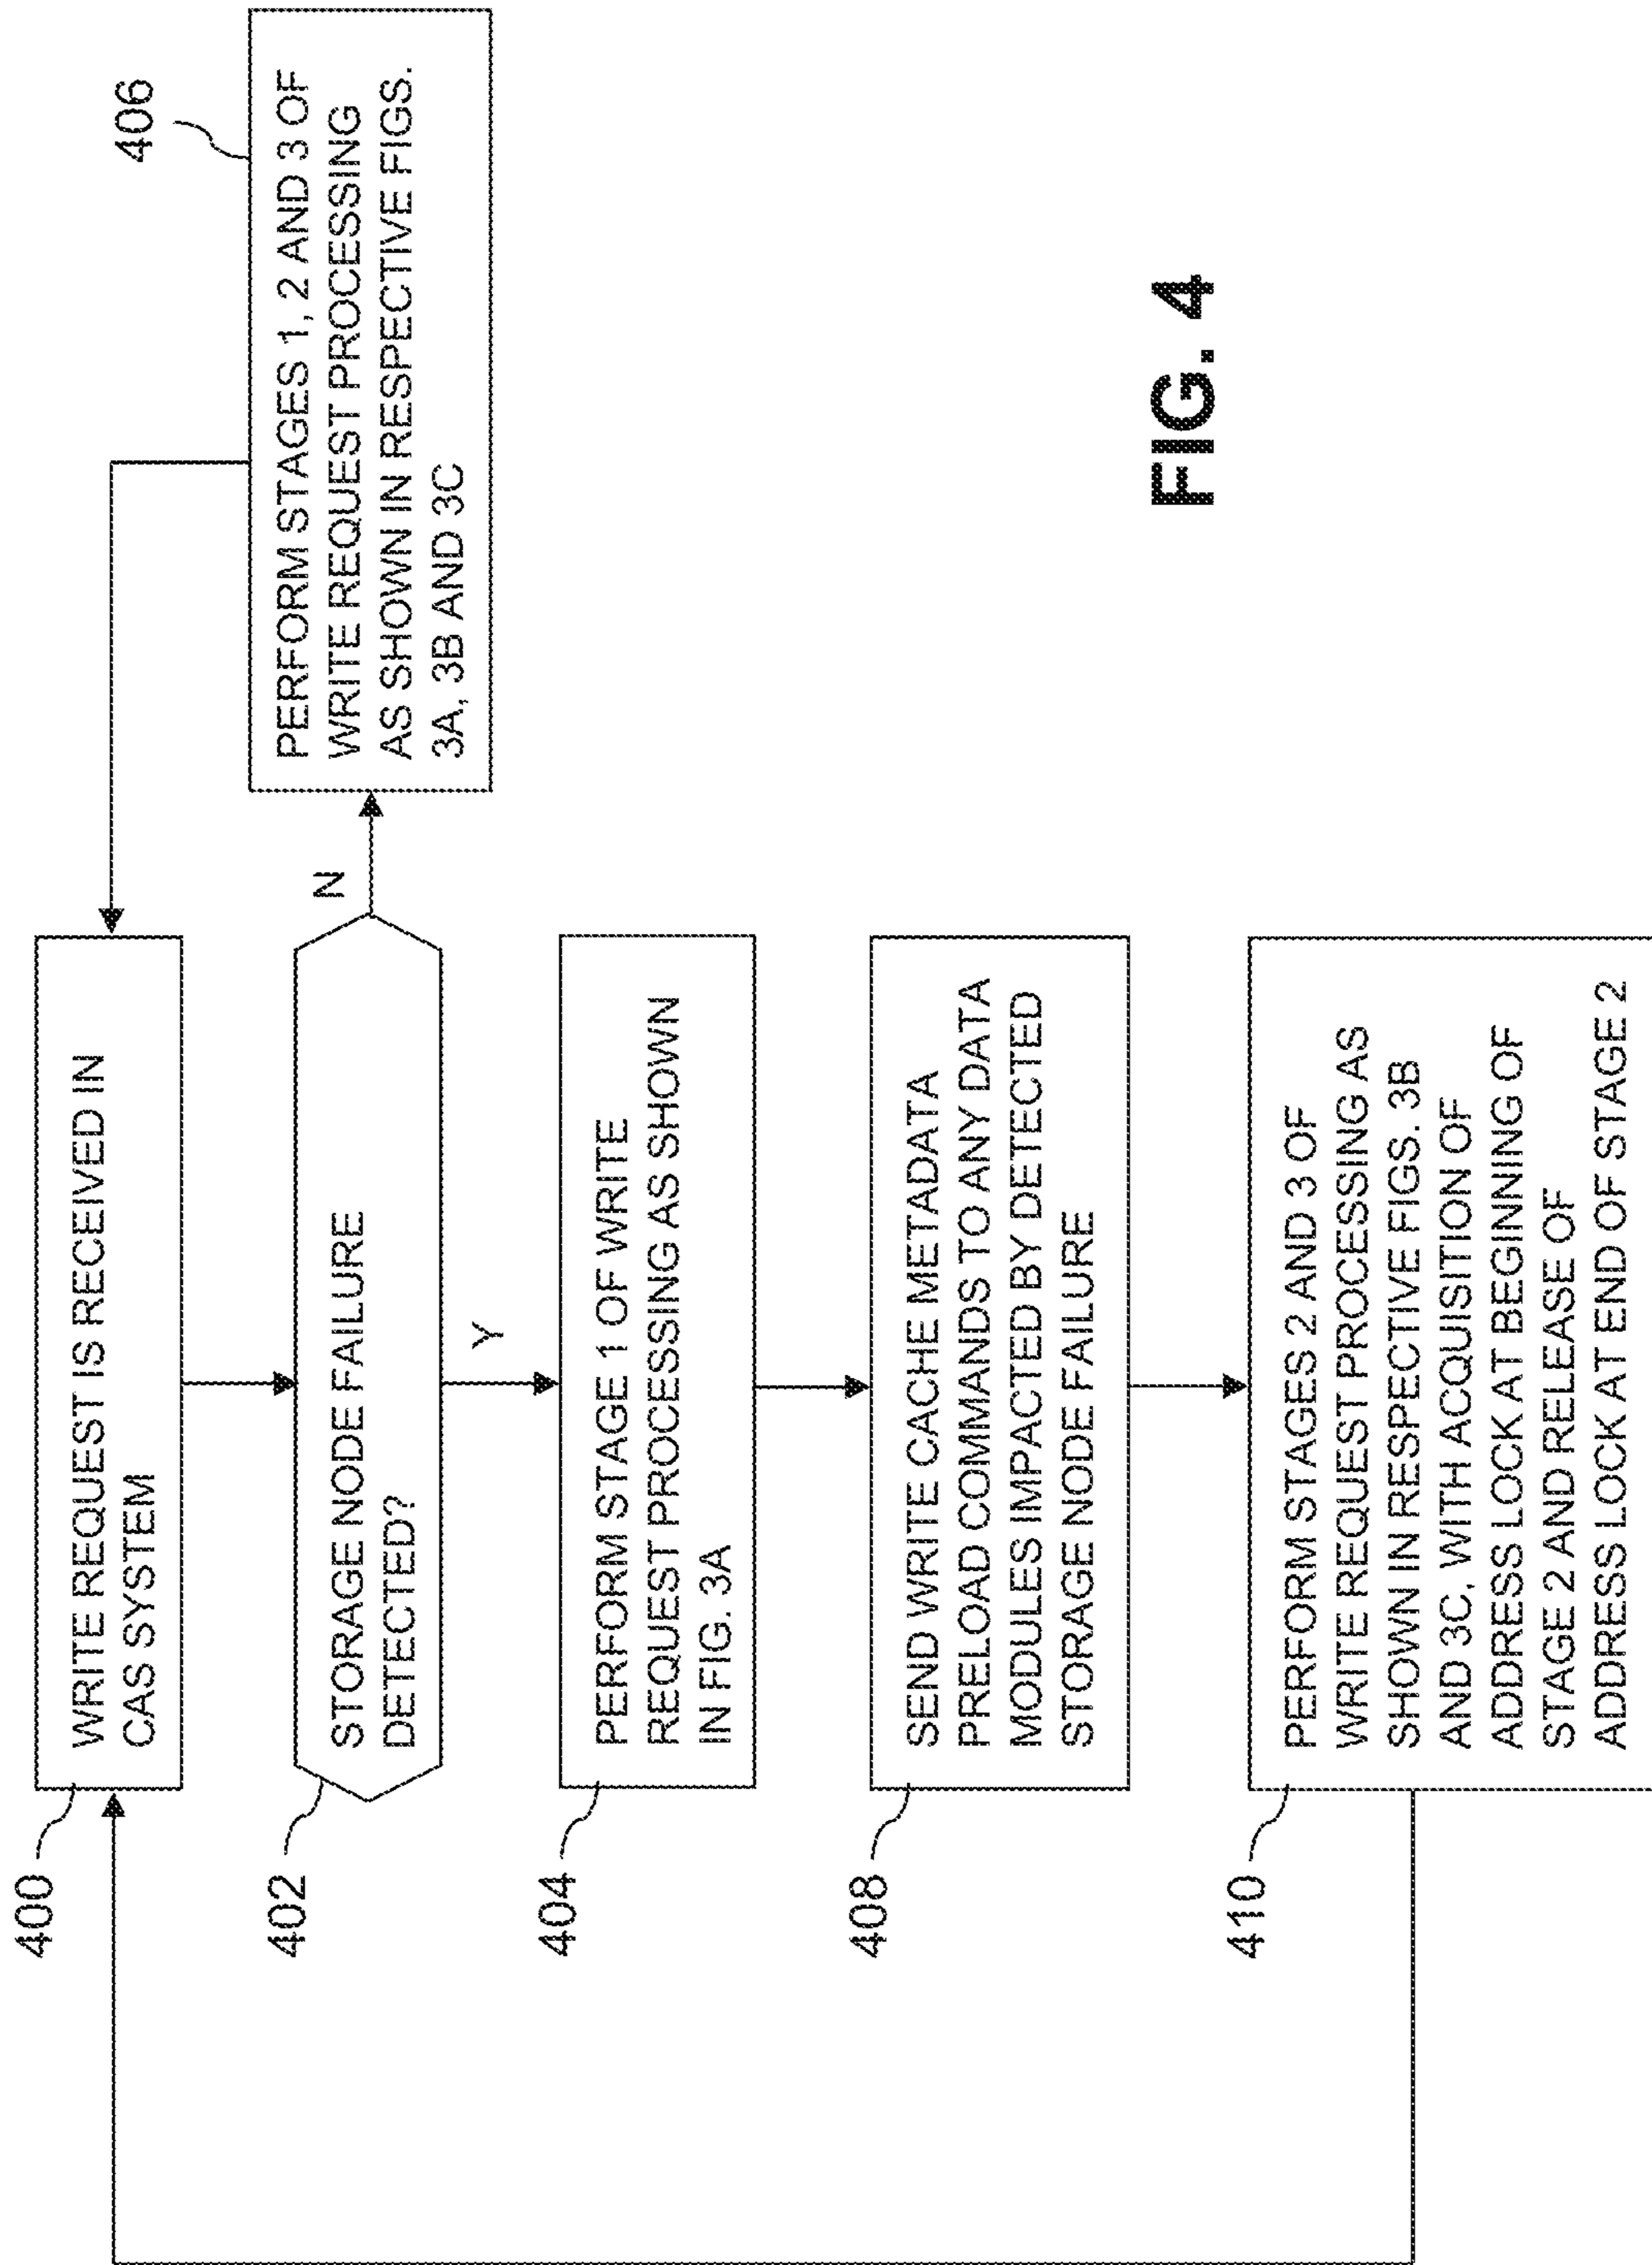 400
WRITE REQUEST IS RECEIVED IN
CAS SYSTEM
402
STORAGE NODE FAILURE
DETECTED?
N
406
PERFORM STAGES 1, 2 AND 3 OF
WRITE REQUEST PROCESSING
AS SHOWN IN RESPECTIVE FIGS.
3A, 3B AND 3C
Y
404
PERFORM STAGE 1 OF WRITE
REQUEST PROCESSING AS SHOWN
IN FIG. 3A
408
SEND WRITE CACHE METADATA
PRELOAD COMMANDS TO ANY DATA
MODULES IMPACTED BY DETECTED
STORAGE NODE FAILURE
410
PERFORM STAGES 2 AND 3 OF
WRITE REQUEST PROCESSING AS
SHOWN IN RESPECTIVE FIGS. 3B
AND 3C, WITH ACQUISITION OF
ADDRESS LOCK AT BEGINNING OF
STAGE 2 AND RELEASE OF
ADDRESS LOCK AT END OF STAGE 2
FIG. 4